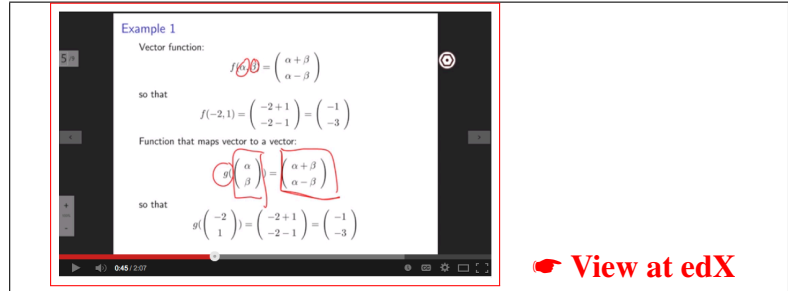 Example 1
Vector function:
f(α, β) = ( α + β
α − β )
so that
f(−2, 1) = ( −2 + 1
−2 − 1 ) = ( −1
−3 )
Function that maps vector to a vector:
g( ( α
β ) ) = ( α + β
α − β )
so that
g( ( −2
1 ) ) = ( −2 + 1
−2 − 1 ) = ( −1
−3 )
0:45 / 2:07
☛ View at edX